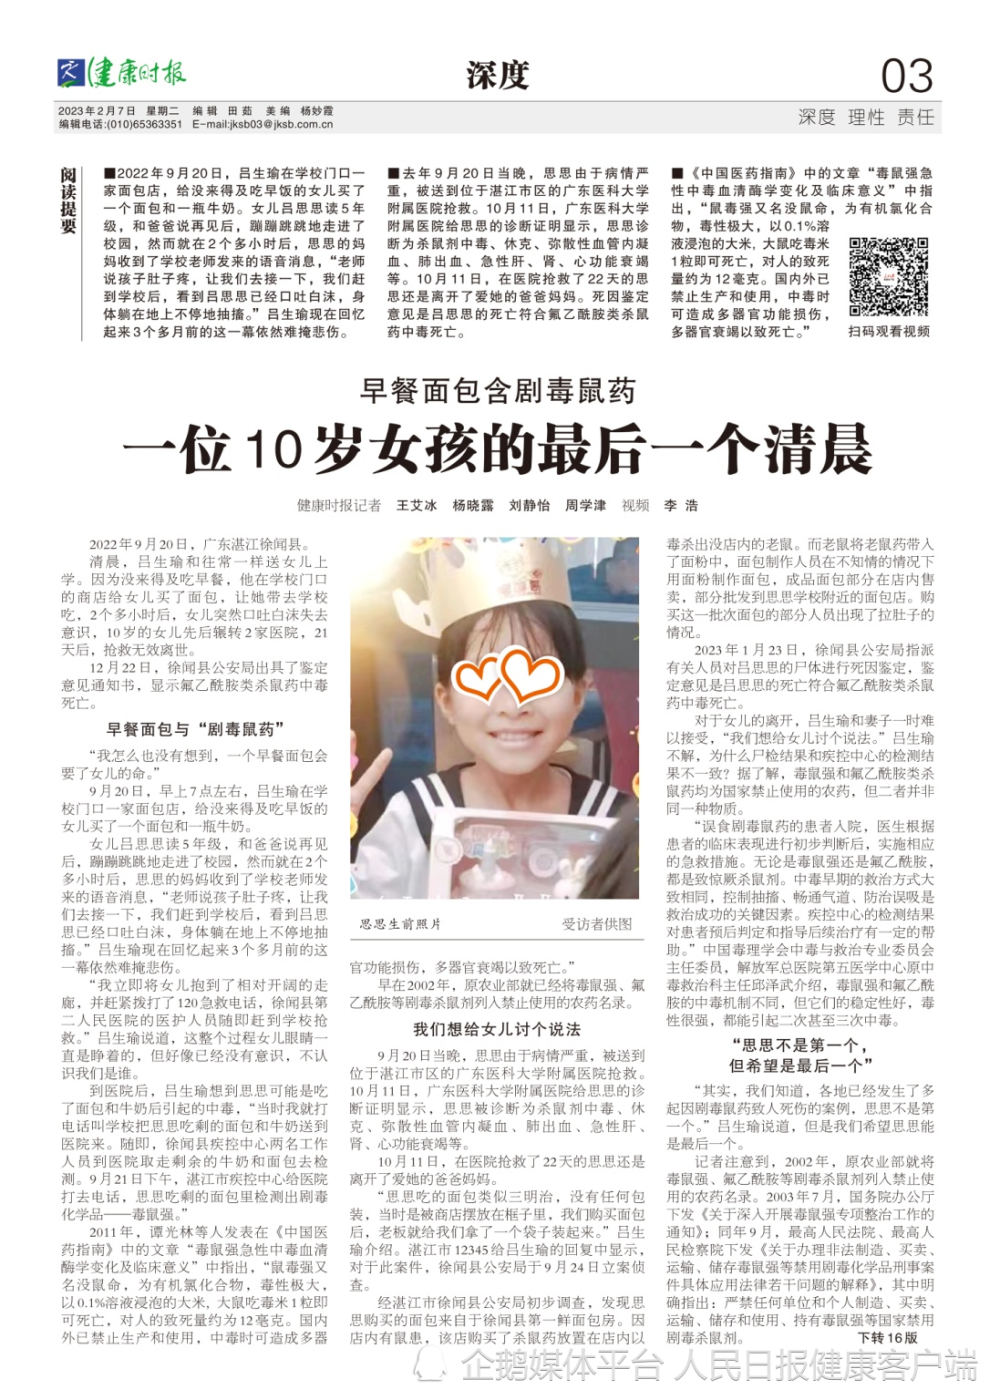 健康时报
深度
03
2023年2月7日 星期二 编辑 田茹 美编 杨妙霞
编辑电话:(010)65363351 E-mail:jksb03@jksb.com.cn
深度 理性 责任
阅读提要
■2022年9月20日，吕生瑜在学校门口一
家面包店，给没来得及吃早饭的女儿买了
一个面包和一瓶牛奶。女儿吕思思读5年
级，和爸爸说再见后，蹦蹦跳跳地走进了
校园，然而就在2个多小时后，思思的妈
妈收到了学校老师发来的语音消息，“老师
说孩子肚子疼，让我们去接一下，我们赶
到学校后，看到吕思思已经口吐白沫，身
体躺在地上不停地抽搐。”吕生瑜现在回忆
起来3个多月前的这一幕依然难掩悲伤。
■去年9月20日当晚，思思由于病情严
重，被送到位于湛江市区的广东医科大学
附属医院抢救。10月11日，广东医科大学
附属医院给思思的诊断证明显示，思思诊
断为杀鼠剂中毒、休克、弥散性血管内凝
血、肺出血、急性肝、肾、心功能衰竭
等。10月11日，在医院抢救了22天的思
思还是离开了爱她的爸爸妈妈。死因鉴定
意见是吕思思的死亡符合氟乙酰胺类杀鼠
药中毒死亡。
■《中国医药指南》中的文章“毒鼠强急
性中毒血清酶学变化及临床意义”中指
出，“鼠毒强又名没鼠命，为有机氯化合
物，毒性极大，以0.1%溶
液浸泡的大米,大鼠吃毒米
1粒即可死亡，对人的致死
量约为12毫克。国内外已
禁止生产和使用，中毒时
可造成多器官功能损伤，
多器官衰竭以致死亡。”
扫码观看视频
早餐面包含剧毒鼠药
一位10岁女孩的最后一个清晨
健康时报记者 王艾冰 杨晓露 刘静怡 周学津 视频 李浩
2022年9月20日，广东湛江徐闻县。
清晨，吕生瑜和往常一样送女儿上
学。因为没来得及吃早餐，他在学校门口
的商店给女儿买了面包，让她带去学校
吃，2个多小时后，女儿突然口吐白沫失去
意识，10岁的女儿先后辗转2家医院，21
天后，抢救无效离世。
12月22日，徐闻县公安局出具了鉴定
意见通知书，显示氟乙酰胺类杀鼠药中毒
死亡。
早餐面包与“剧毒鼠药”
“我怎么也没有想到，一个早餐面包会
要了女儿的命。”
9月20日，早上7点左右，吕生瑜在学
校门口一家面包店，给没来得及吃早饭的
女儿买了一个面包和一瓶牛奶。
女儿吕思思读5年级，和爸爸说再见
后，蹦蹦跳跳地走进了校园，然而就在2个
多小时后，思思的妈妈收到了学校老师发
来的语音消息，“老师说孩子肚子疼，让我
们去接一下，我们赶到学校后，看到吕思
思已经口吐白沫，身体躺在地上不停地抽
搐。”吕生瑜现在回忆起来3个多月前的这
一幕依然难掩悲伤。
“我立即将女儿抱到了相对开阔的走
廊，并赶紧拨打了120急救电话，徐闻县第
二人民医院的医护人员随即赶到学校抢
救。”吕生瑜说道，这整个过程女儿眼睛一
直是睁着的，但好像已经没有意识，不认
识我们是谁。
到医院后，吕生瑜想到思思可能是吃
了面包和牛奶后引起的中毒，“当时我就打
电话叫学校把思思吃剩的面包和牛奶送到
医院来。随即，徐闻县疾控中心两名工作
人员到医院取走剩余的牛奶和面包去检
测。9月21日下午，湛江市疾控中心给医院
打去电话，思思吃剩的面包里检测出剧毒
化学品——毒鼠强。”
2011年，谭光林等人发表在《中国医
药指南》中的文章“毒鼠强急性中毒血清
酶学变化及临床意义”中指出，“鼠毒强又
名没鼠命，为有机氯化合物，毒性极大，
以0.1%溶液浸泡的大米,大鼠吃毒米1粒即
可死亡，对人的致死量约为12毫克。国内
外已禁止生产和使用，中毒时可造成多器
思思生前照片 受访者供图
官功能损伤，多器官衰竭以致死亡。”
早在2002年，原农业部就已经将毒鼠强、氟
乙酰胺等剧毒杀鼠剂列入禁止使用的农药名录。
我们想给女儿讨个说法
9月20日当晚，思思由于病情严重，被送到
位于湛江市区的广东医科大学附属医院抢救。
10月11日，广东医科大学附属医院给思思的诊
断证明显示，思思被诊断为杀鼠剂中毒、休
克、弥散性血管内凝血、肺出血、急性肝、
肾、心功能衰竭等。
10月11日，在医院抢救了22天的思思还是
离开了爱她的爸爸妈妈。
“思思吃的面包类似三明治，没有任何包
装，当时是被商店摆放在框子里，我们购买面包
后，老板就给我们拿了一个袋子装起来。”吕生
瑜介绍。湛江市12345给吕生瑜的回复中显示，
对于此案件，徐闻县公安局于9月24日立案侦
查。
经湛江市徐闻县公安局初步调查，发现思
思购买的面包来自于徐闻县第一鲜面包房。因
店内有鼠患，该店购买了杀鼠药放置在店内以
毒杀出没店内的老鼠。而老鼠将老鼠药带入
了面粉中，面包制作人员在不知情的情况下
用面粉制作面包，成品面包部分在店内售
卖，部分批发到思思学校附近的面包店。购
买这一批次面包的部分人员出现了拉肚子的
情况。
2023年1月23日，徐闻县公安局指派
有关人员对吕思思的尸体进行死因鉴定，鉴
定意见是吕思思的死亡符合氟乙酰胺类杀鼠
药中毒死亡。
对于女儿的离开，吕生瑜和妻子一时难
以接受，“我们想给女儿讨个说法。”吕生瑜
不解，为什么尸检结果和疾控中心的检测结
果不一致？据了解，毒鼠强和氟乙酰胺类杀
鼠药均为国家禁止使用的农药，但二者并非
同一种物质。
“误食剧毒鼠药的患者入院，医生根据
患者的临床表现进行初步判断后，实施相应
的急救措施。无论是毒鼠强还是氟乙酰胺，
都是致惊厥杀鼠剂。中毒早期的救治方式大
致相同，控制抽搐、畅通气道、防治误吸是
救治成功的关键因素。疾控中心的检测结果
对患者预后判定和指导后续治疗有一定的帮
助。”中国毒理学会中毒与救治专业委员会
主任委员，解放军总医院第五医学中心原中
毒救治科主任邱泽武介绍，毒鼠强和氟乙酰
胺的中毒机制不同，但它们的稳定性好，毒
性很强，都能引起二次甚至三次中毒。
“思思不是第一个，
但希望是最后一个”
“其实，我们知道，各地已经发生了多
起因剧毒鼠药致人死伤的案例，思思不是第
一个。”吕生瑜说道，但是我们希望思思能
是最后一个。
记者注意到，2002年，原农业部就将
毒鼠强、氟乙酰胺等剧毒杀鼠剂列入禁止使
用的农药名录。2003年7月，国务院办公厅
下发《关于深入开展毒鼠强专项整治工作的
通知》；同年9月，最高人民法院、最高人
民检察院下发《关于办理非法制造、买卖、
运输、储存毒鼠强等禁用剧毒化学品刑事案
件具体应用法律若干问题的解释》，其中明
确指出：严禁任何单位和个人制造、买卖、
运输、储存和使用、持有毒鼠强等国家禁用
剧毒杀鼠剂。 下转16版
企鹅媒体平台 人民日报健康客户端